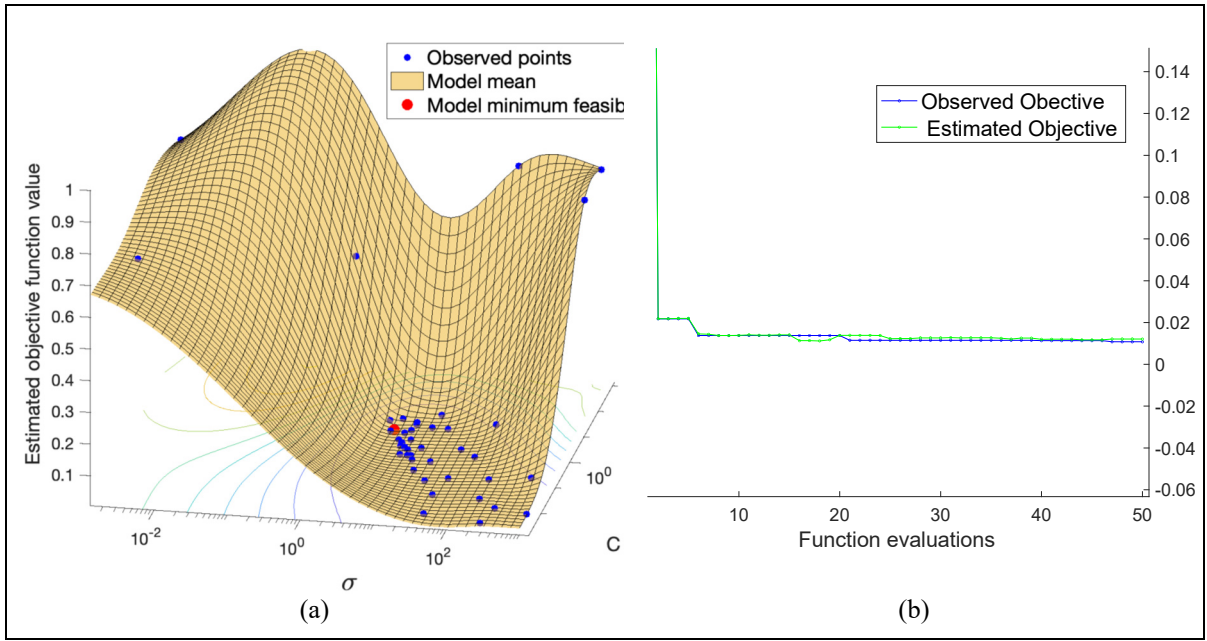 Observed points
Model mean
Model minimum feasib
Estimated objective function value
1
0.9
0.8
0.7
0.6
0.5
0.4
0.3
0.2
0.1
10^-2
10^0
10^2
σ
10^0
C
(a)
Observed Obective
Estimated Objective
0.14
0.12
0.1
0.08
0.06
0.04
0.02
0
-0.02
-0.04
-0.06
10 20 30 40 50
Function evaluations
(b)